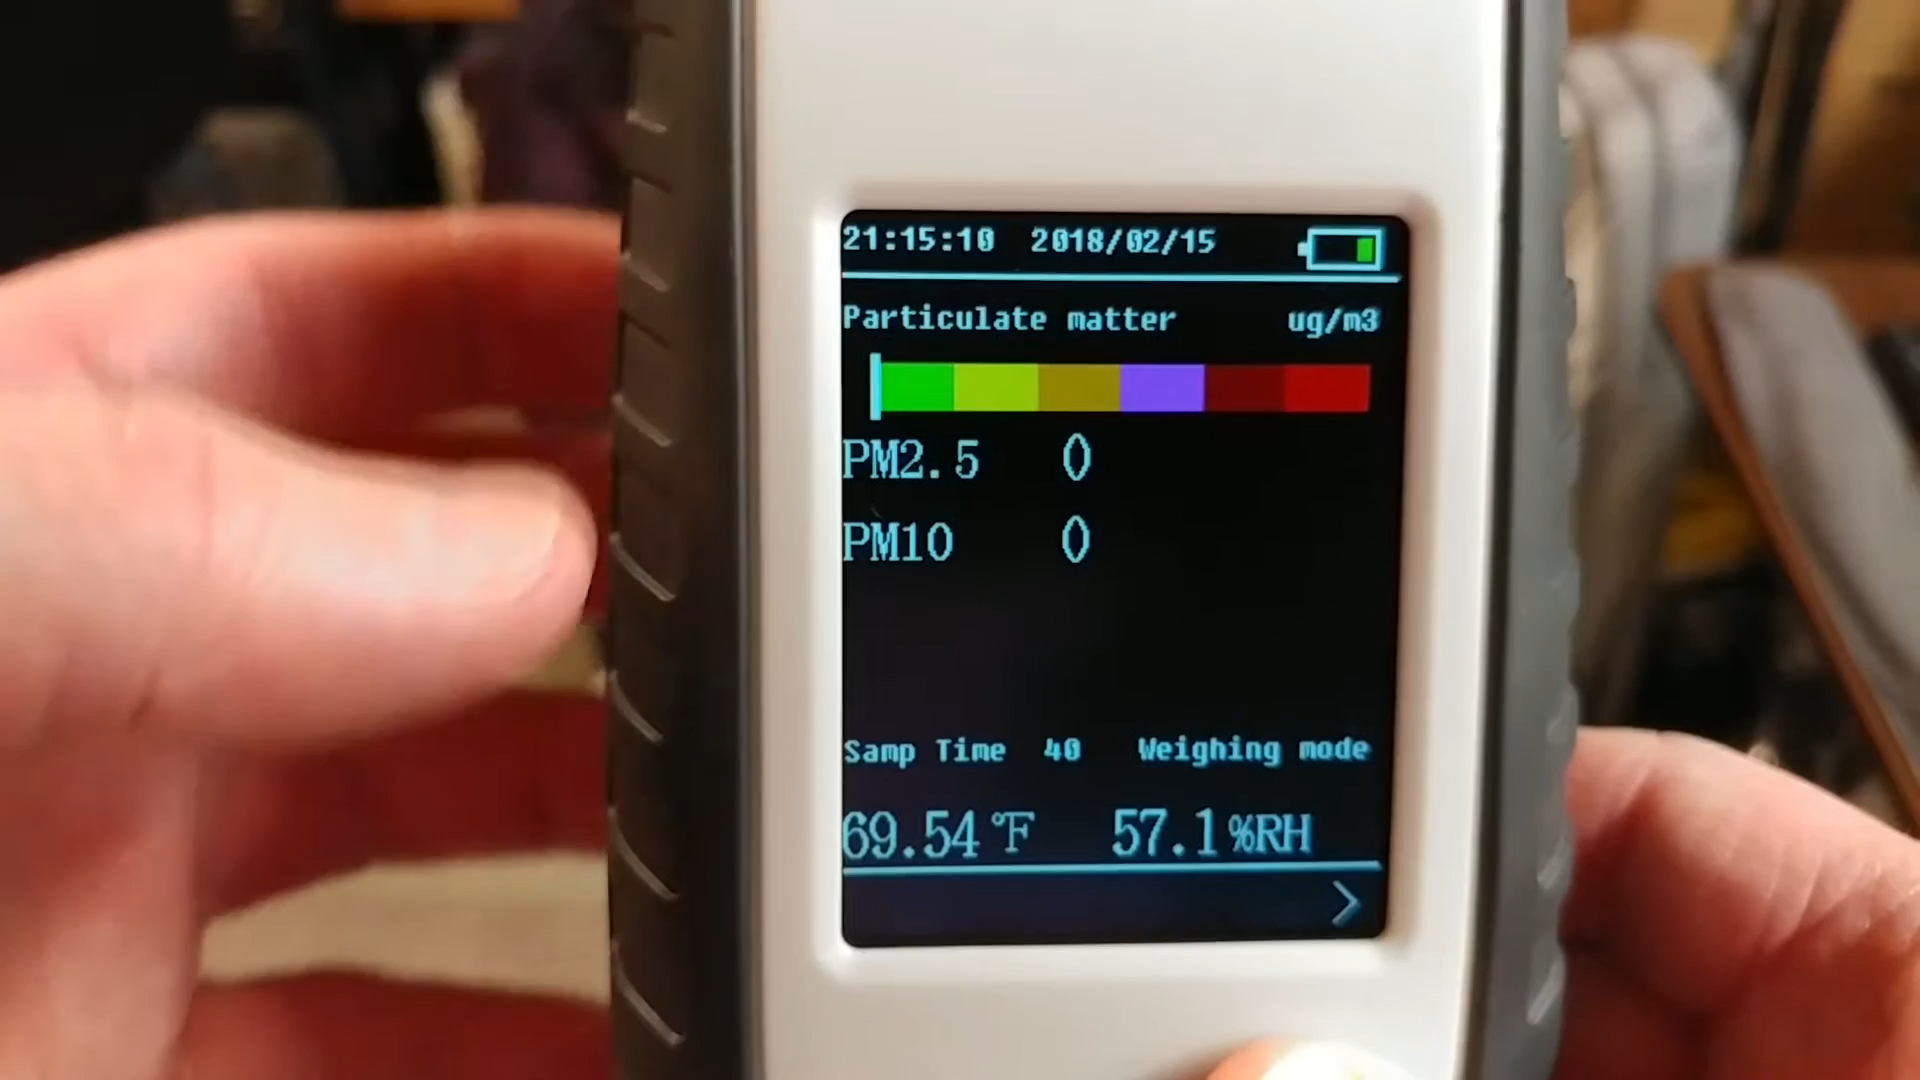 21:15:10 2018/02/15
Particulate matter ug/m3
PM2.5 0
PM10 0
Samp Time 40 Weighing mode
69.54 °F 57.1 %RH
>